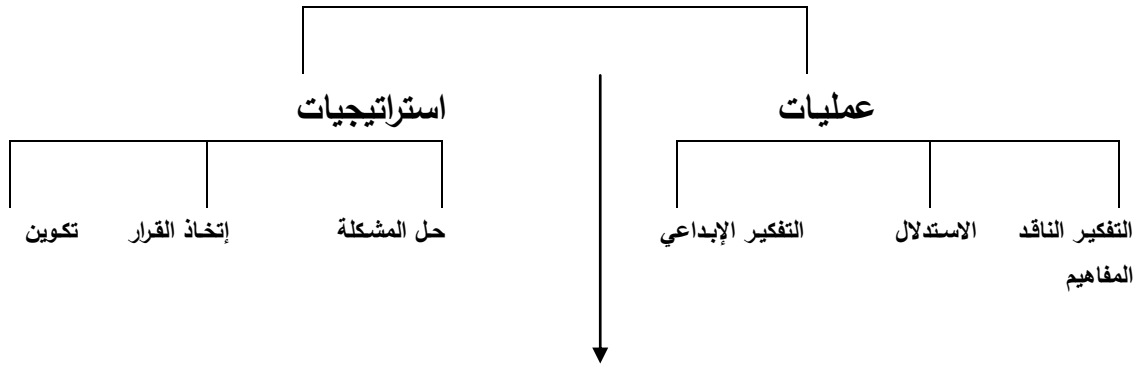 عمليات استراتيجيات
التفكير الناقد الاستدلال التفكير الإبداعي حل المشكلة إتخاذ القرار تكوين
المفاهيم